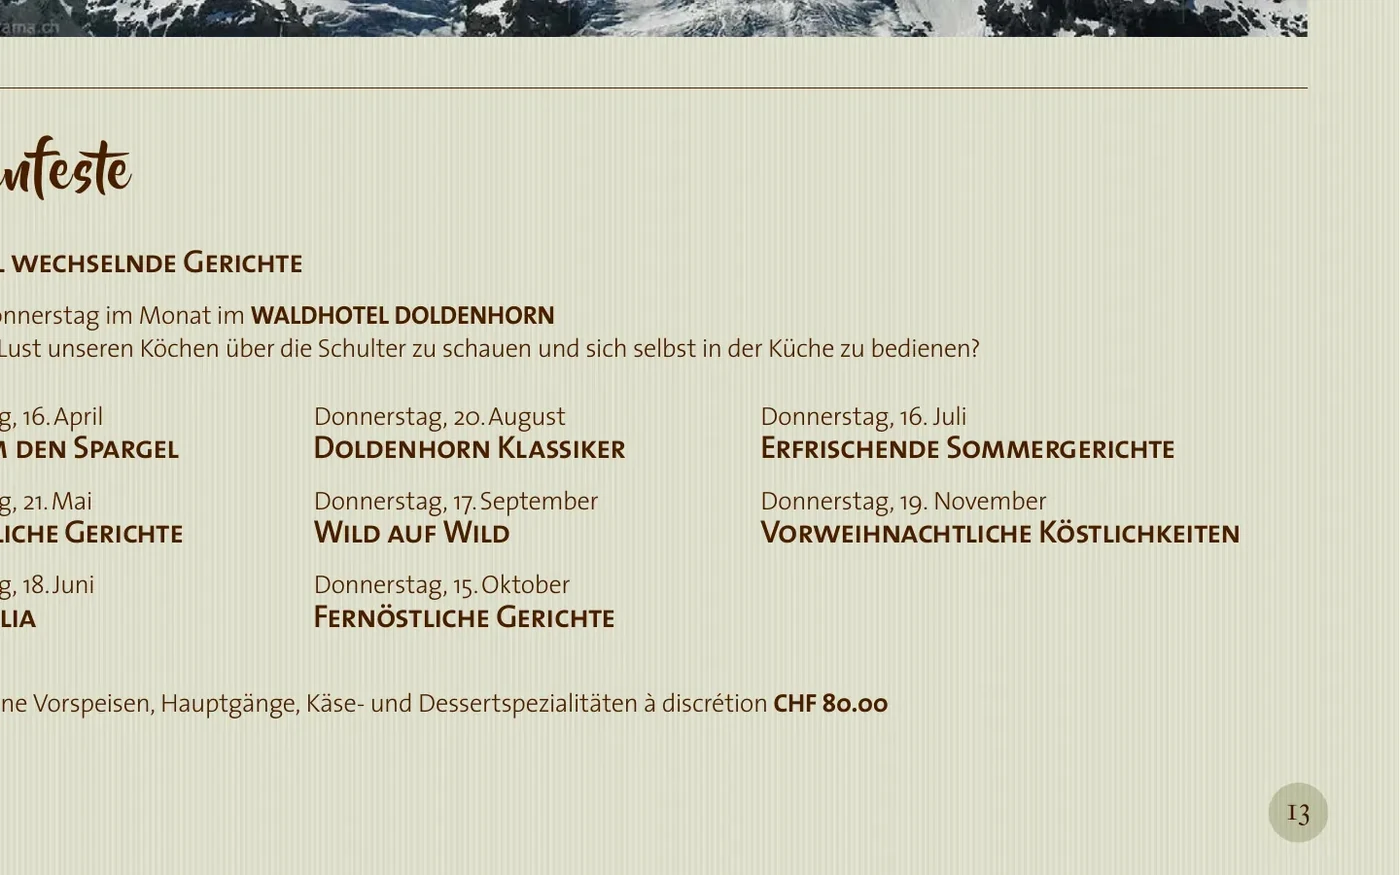 ama.ch
nfeste
L WECHSELNDE GERICHTE
onnerstag im Monat im WALDHOTEL DOLDENHORN
Lust unseren Köchen über die Schulter zu schauen und sich selbst in der Küche zu bedienen?
g, 16. April
M DEN SPARGEL
g, 21. Mai
LICHE GERICHTE
g, 18. Juni
LIA
Donnerstag, 20. August
DOLDENHORN KLASSIKER
Donnerstag, 17. September
WILD AUF WILD
Donnerstag, 15. Oktober
FERNÖSTLICHE GERICHTE
Donnerstag, 16. Juli
ERFRISCHENDE SOMMERGERICHTE
Donnerstag, 19. November
VORWEIHNACHTLICHE KÖSTLICHKEITEN
ne Vorspeisen, Hauptgänge, Käse- und Dessertspezialitäten à discrétion CHF 80.00
13